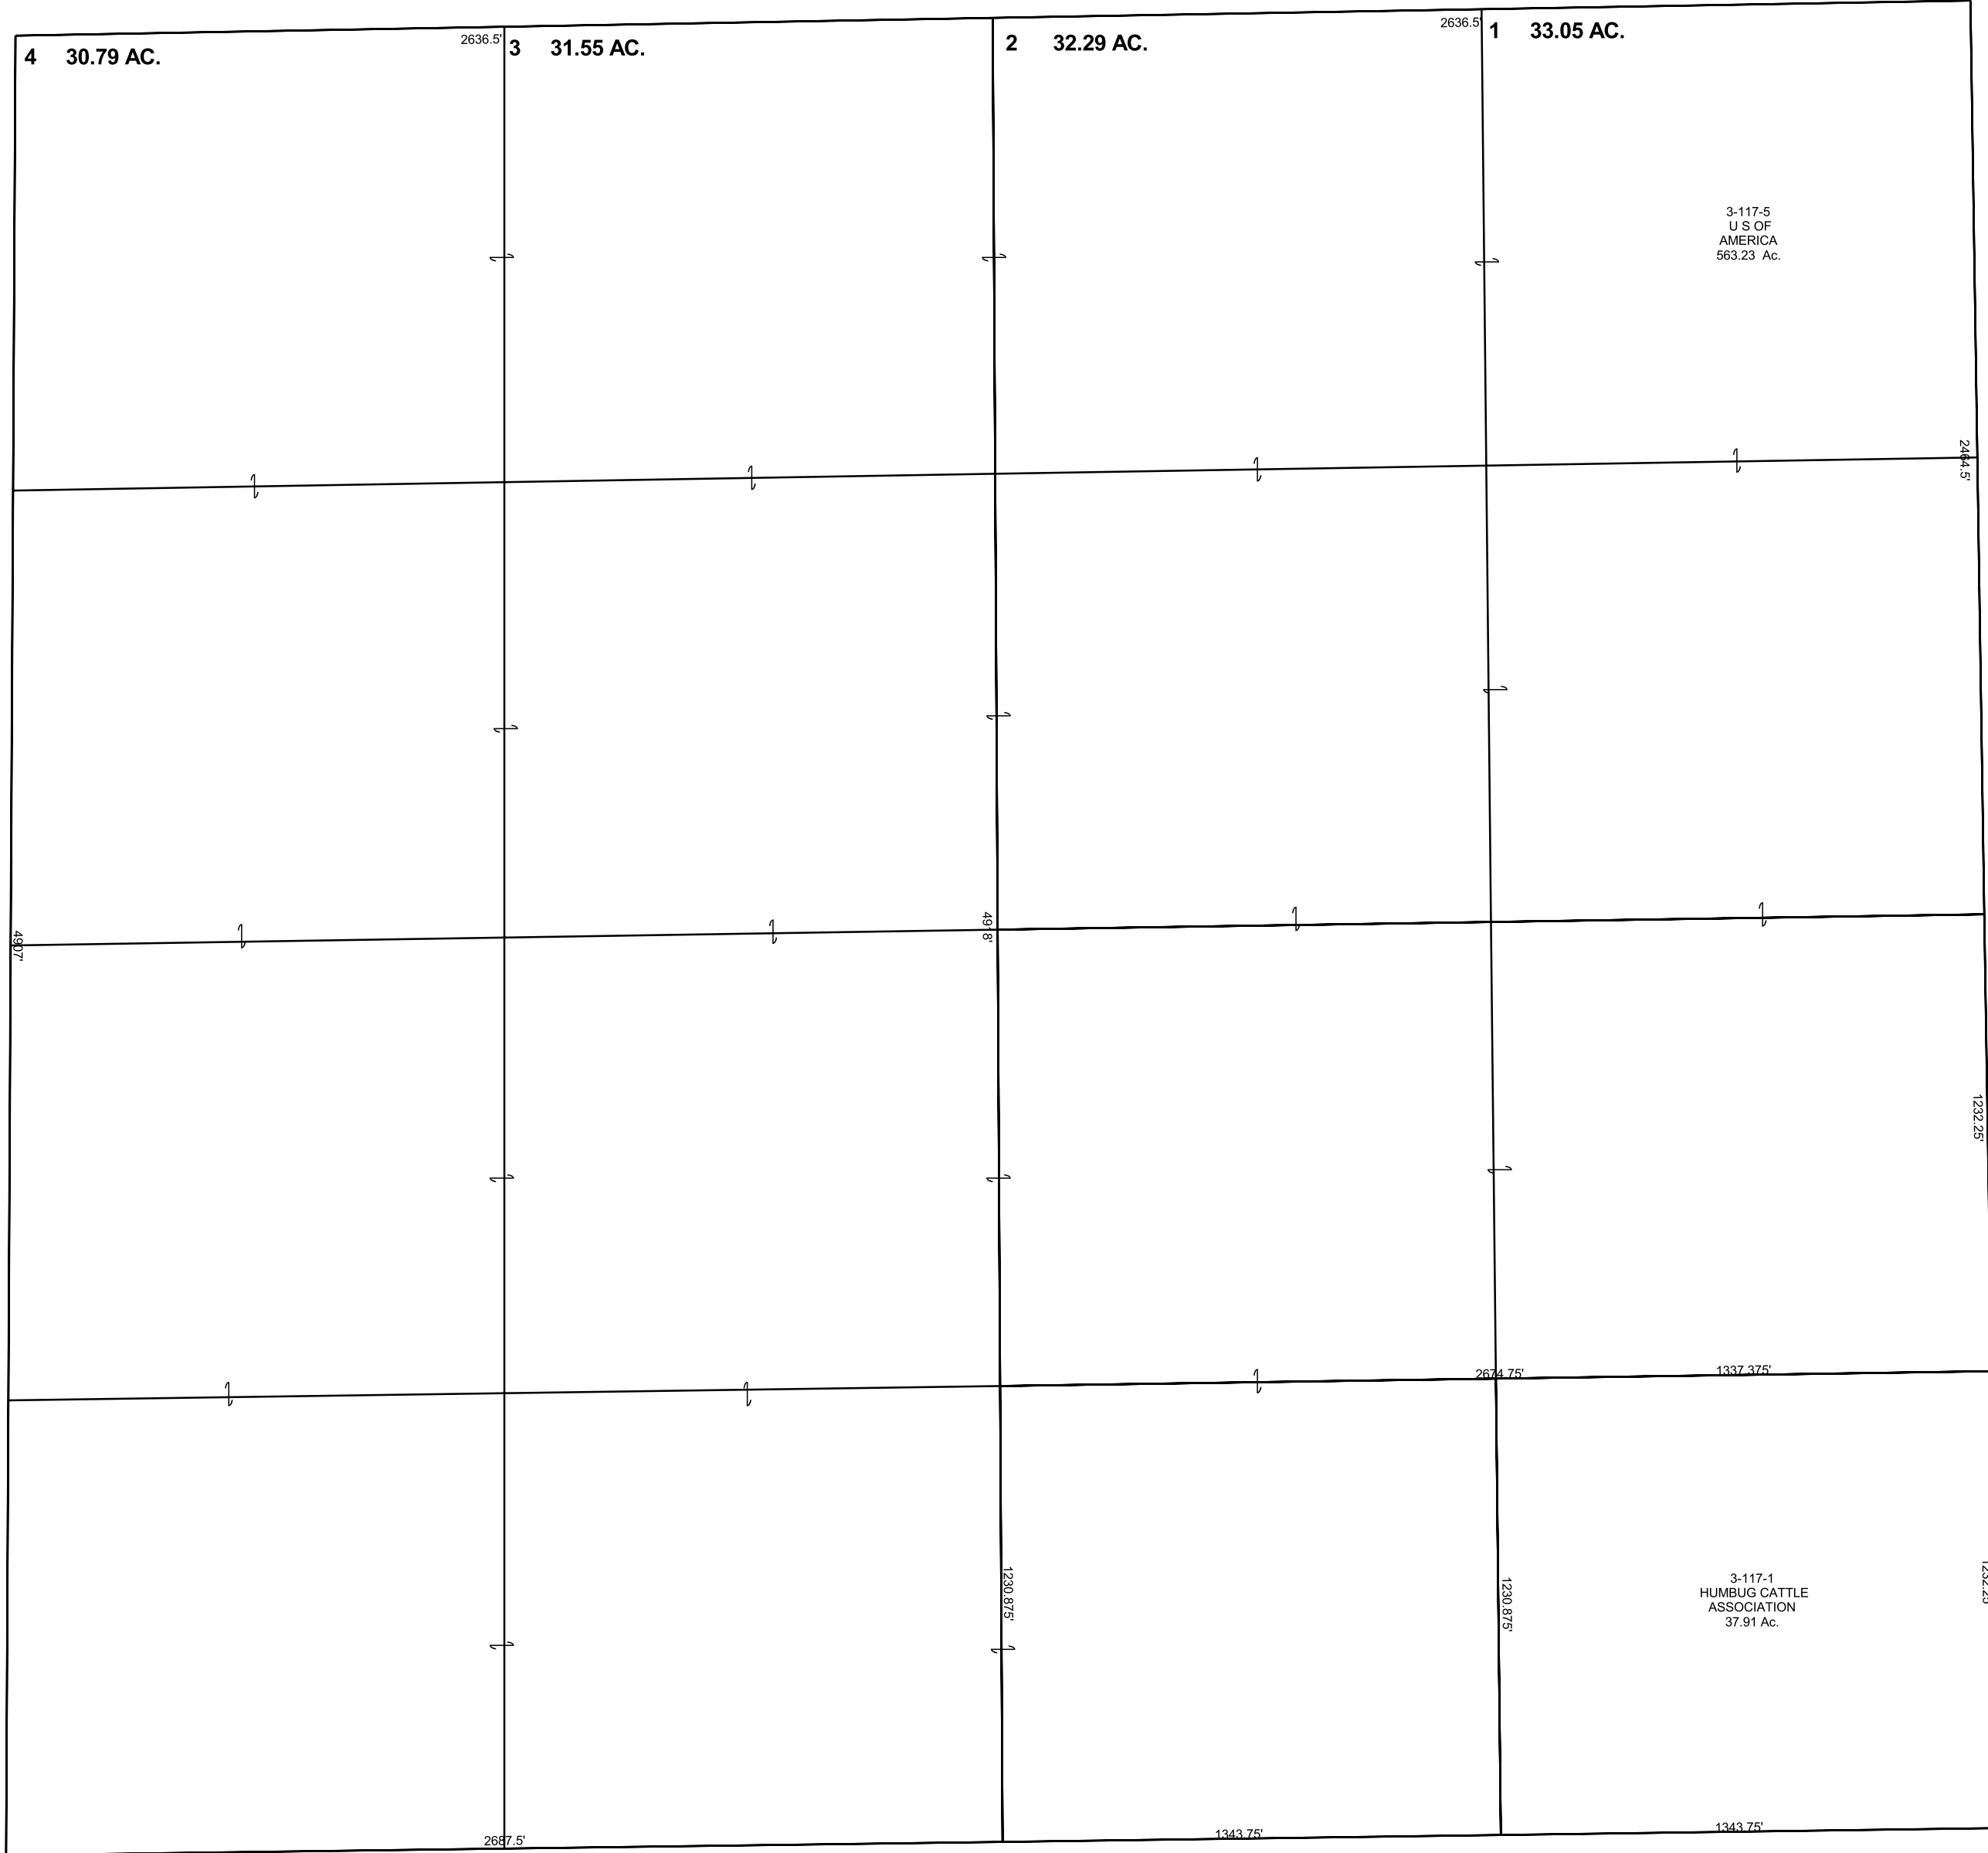 4 30.79 AC.
2636.5'
3 31.55 AC.
2 32.29 AC.
2636.5'
1 33.05 AC.
3-117-5
U S OF
AMERICA
563.23 Ac.
2464.5'
4907'
4918'
1232.25'
2674.75'
1337.375'
1230.875'
1230.875'
3-117-1
HUMBUG CATTLE
ASSOCIATION
37.91 Ac.
1232.25
2687.5'
1343.75'
1343.75'